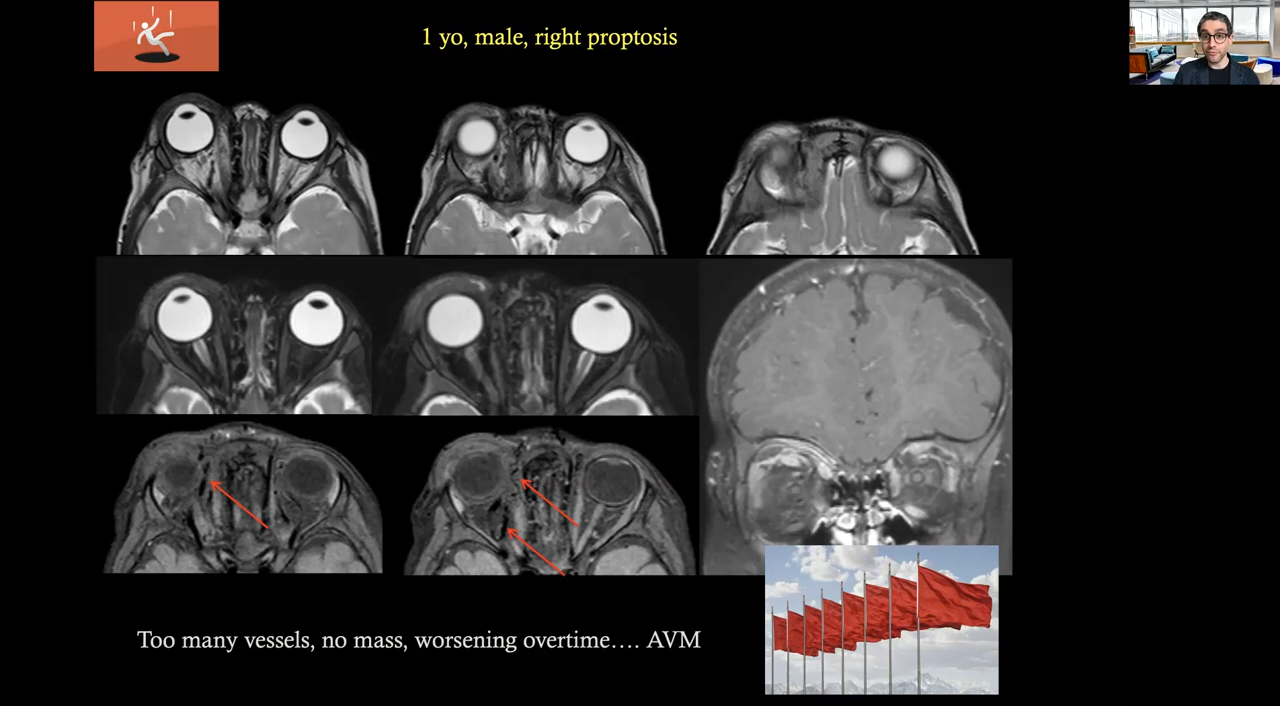 1 yo, male, right proptosis
Too many vessels, no mass, worsening overtime…. AVM